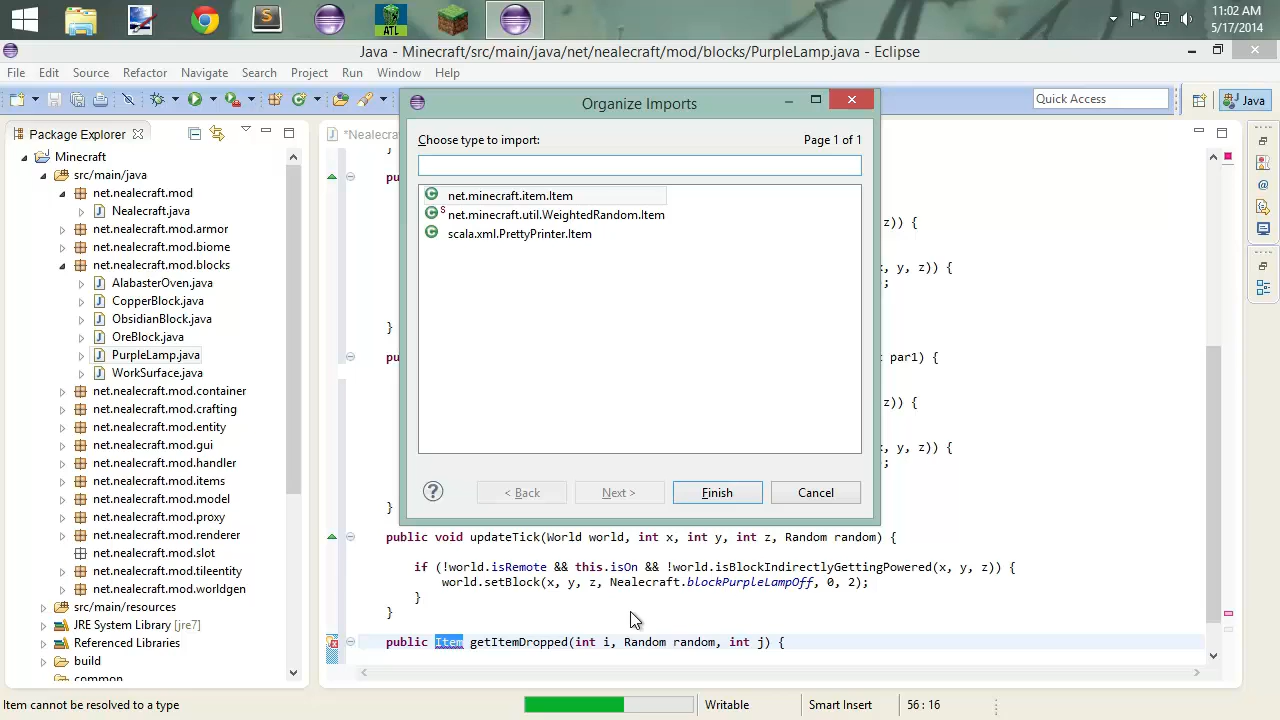 S
ATL
11:02 AM
5/17/2014
Java - Minecraft/src/main/java/net/nealecraft/mod/blocks/PurpleLamp.java - Eclipse
File Edit Source Refactor Navigate Search Project Run Window Help
Quick Access
Java
Package Explorer
*Nealec
Minecraft
src/main/java
net.nealecraft.mod
Nealecraft.java
net.nealecraft.mod.armor
net.nealecraft.mod.biome
net.nealecraft.mod.blocks
AlabasterOven.java
CopperBlock.java
ObsidianBlock.java
OreBlock.java
PurpleLamp.java
WorkSurface.java
net.nealecraft.mod.container
net.nealecraft.mod.crafting
net.nealecraft.mod.entity
net.nealecraft.mod.gui
net.nealecraft.mod.handler
net.nealecraft.mod.items
net.nealecraft.mod.model
net.nealecraft.mod.proxy
net.nealecraft.mod.renderer
net.nealecraft.mod.slot
net.nealecraft.mod.tileentity
net.nealecraft.mod.worldgen
src/main/resources
JRE System Library [jre7]
Referenced Libraries
build
common
Organize Imports
Choose type to import:
Page 1 of 1
net.minecraft.item.Item
net.minecraft.util.WeightedRandom.Item
scala.xml.PrettyPrinter.Item
< Back
Next >
Finish
Cancel
}
pu
z)) {
, y, z)) {
;
}
pu par1) {
z)) {
, y, z)) {
;
}
public void updateTick(World world, int x, int y, int z, Random random) {
if (!world.isRemote && this.isOn && !world.isBlockIndirectlyGettingPowered(x, y, z)) {
world.setBlock(x, y, z, Nealecraft.blockPurpleLampOff, 0, 2);
}
}
public Item getItemDropped(int i, Random random, int j) {
Item cannot be resolved to a type
Writable
Smart Insert
56 : 16